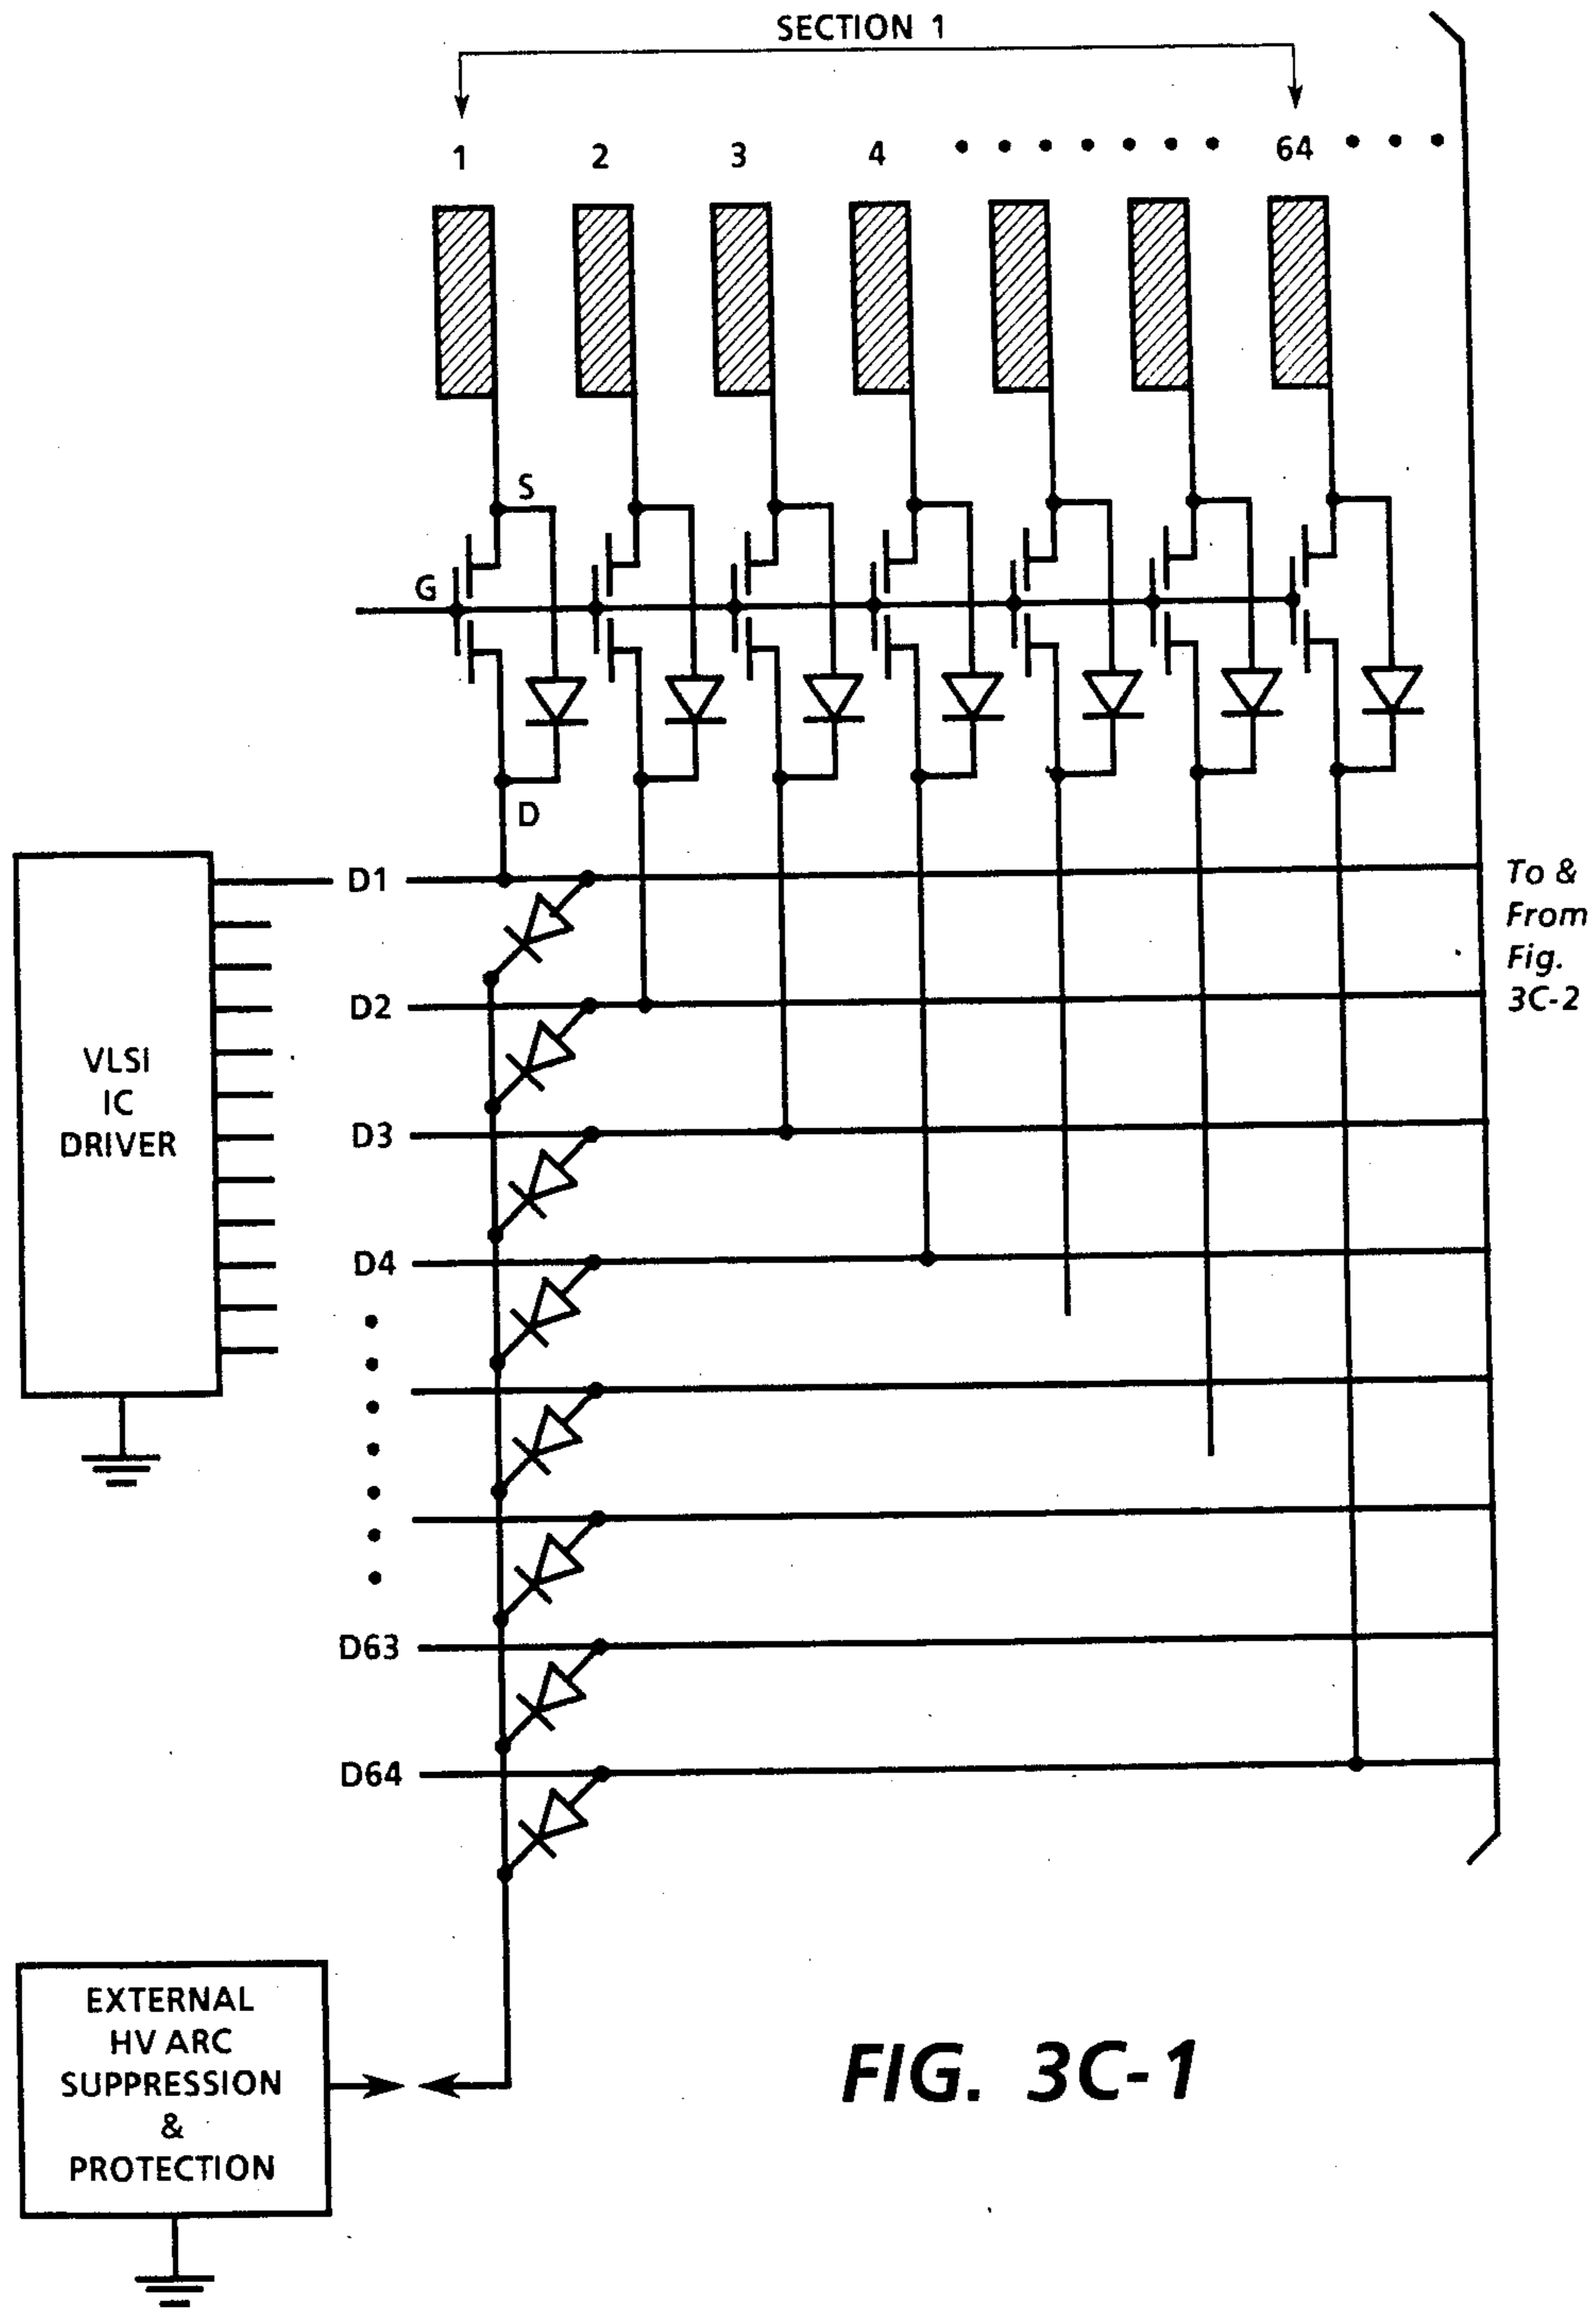 SECTION 1
1 2 3 4 64
S
G
D
D1
To &
From
Fig.
3C-2
D2
VLSI
IC
DRIVER
D3
D4
D63
D64
EXTERNAL
HV ARC
SUPPRESSION
&
PROTECTION
FIG. 3C-1